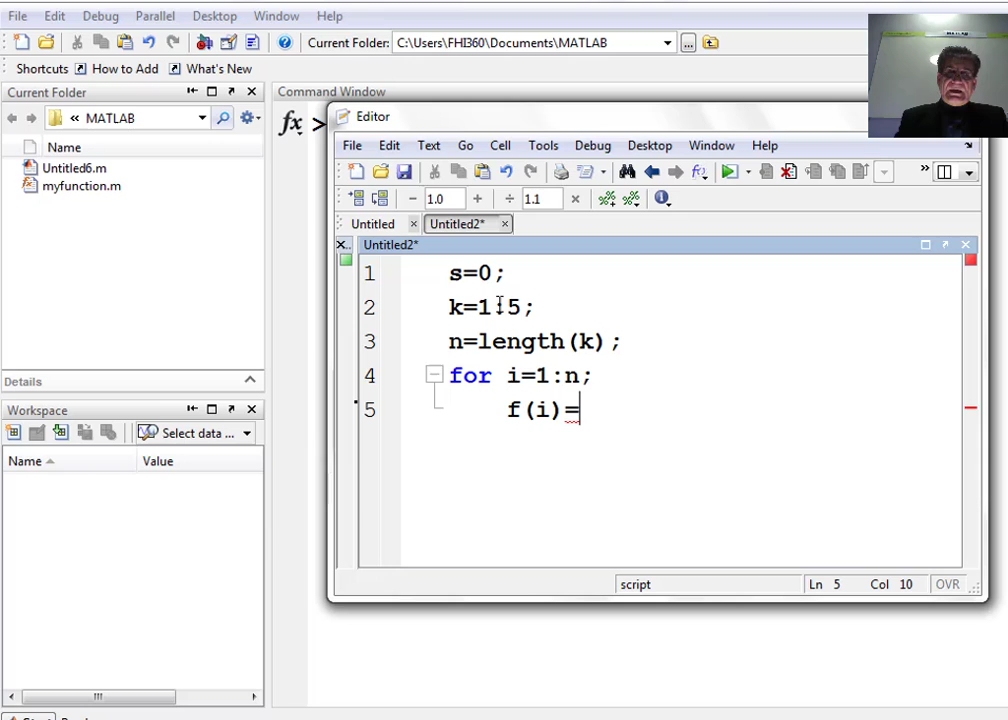 File Edit Debug Parallel Desktop Window Help
Current Folder: C:\Users\FHI360\Documents\MATLAB
Shortcuts How to Add What's New
Current Folder
« MATLAB
Name
Untitled6.m
myfunction.m
Details
Workspace
Select data ...
Name Value
Command Window
fx >
Editor
File Edit Text Go Cell Tools Debug Desktop Window Help
− 1.0 + ÷ 1.1 ×
Untitled × Untitled2* ×
X.. Untitled2*
1 s=0;
2 k=1:5;
3 n=length(k);
4 for i=1:n;
5 f(i)=
script Ln 5 Col 10 OVR